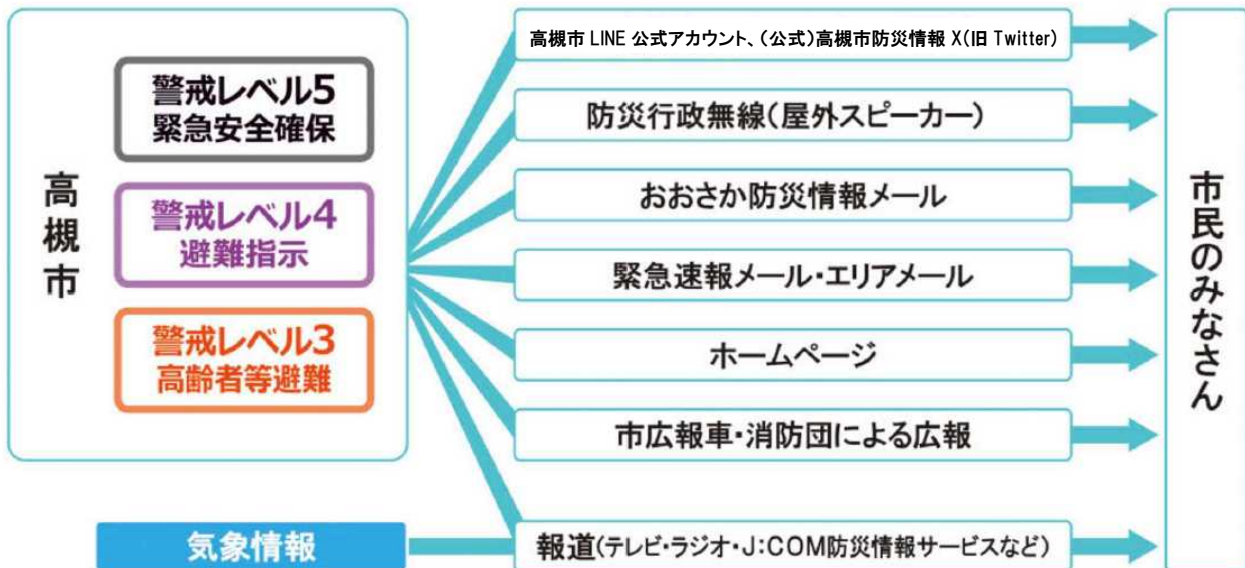 高槻市
警戒レベル5
緊急安全確保
警戒レベル4
避難指示
警戒レベル3
高齢者等避難
気象情報
高槻市 LINE 公式アカウント、(公式)高槻市防災情報 X(旧 Twitter)
防災行政無線(屋外スピーカー)
おおさか防災情報メール
緊急速報メール・エリアメール
ホームページ
市広報車・消防団による広報
報道(テレビ・ラジオ・J:COM防災情報サービスなど)
市民のみなさん